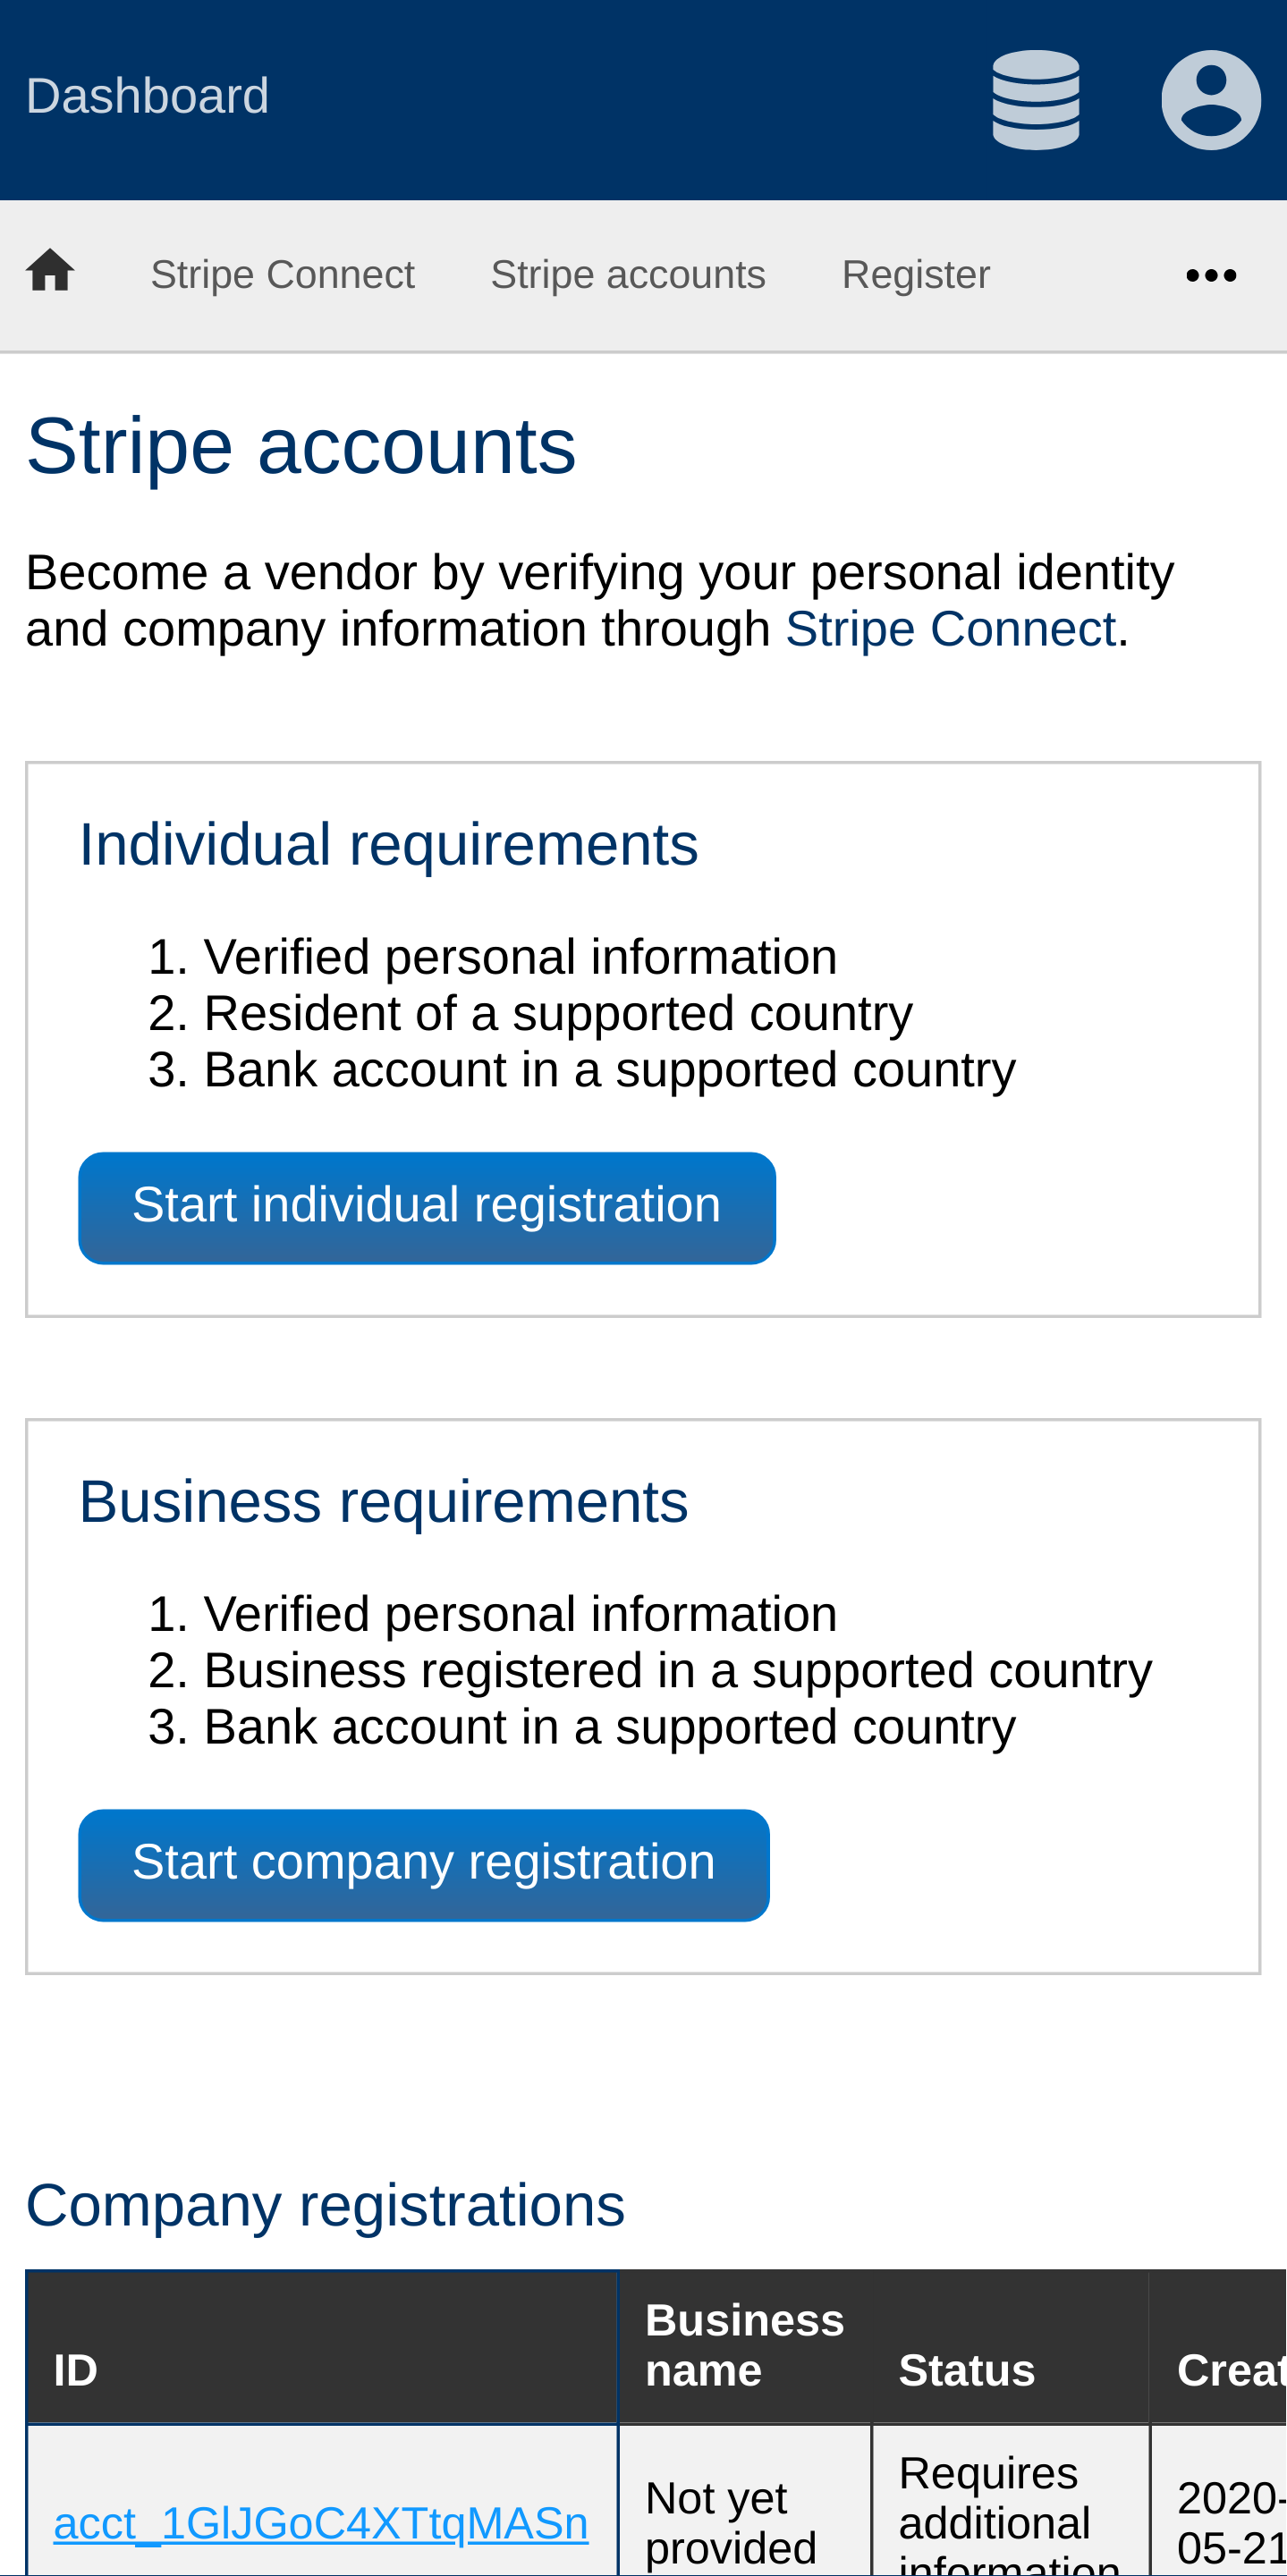 Dashboard
Stripe Connect Stripe accounts Register
Stripe accounts
Become a vendor by verifying your personal identity
and company information through Stripe Connect.
Individual requirements
1. Verified personal information
2. Resident of a supported country
3. Bank account in a supported country
Start individual registration
Business requirements
1. Verified personal information
2. Business registered in a supported country
3. Bank account in a supported country
Start company registration
Company registrations
ID Business name Status
acct_1GlJGoC4XTtqMASn Not yet provided Requires additional information 2020-05-21